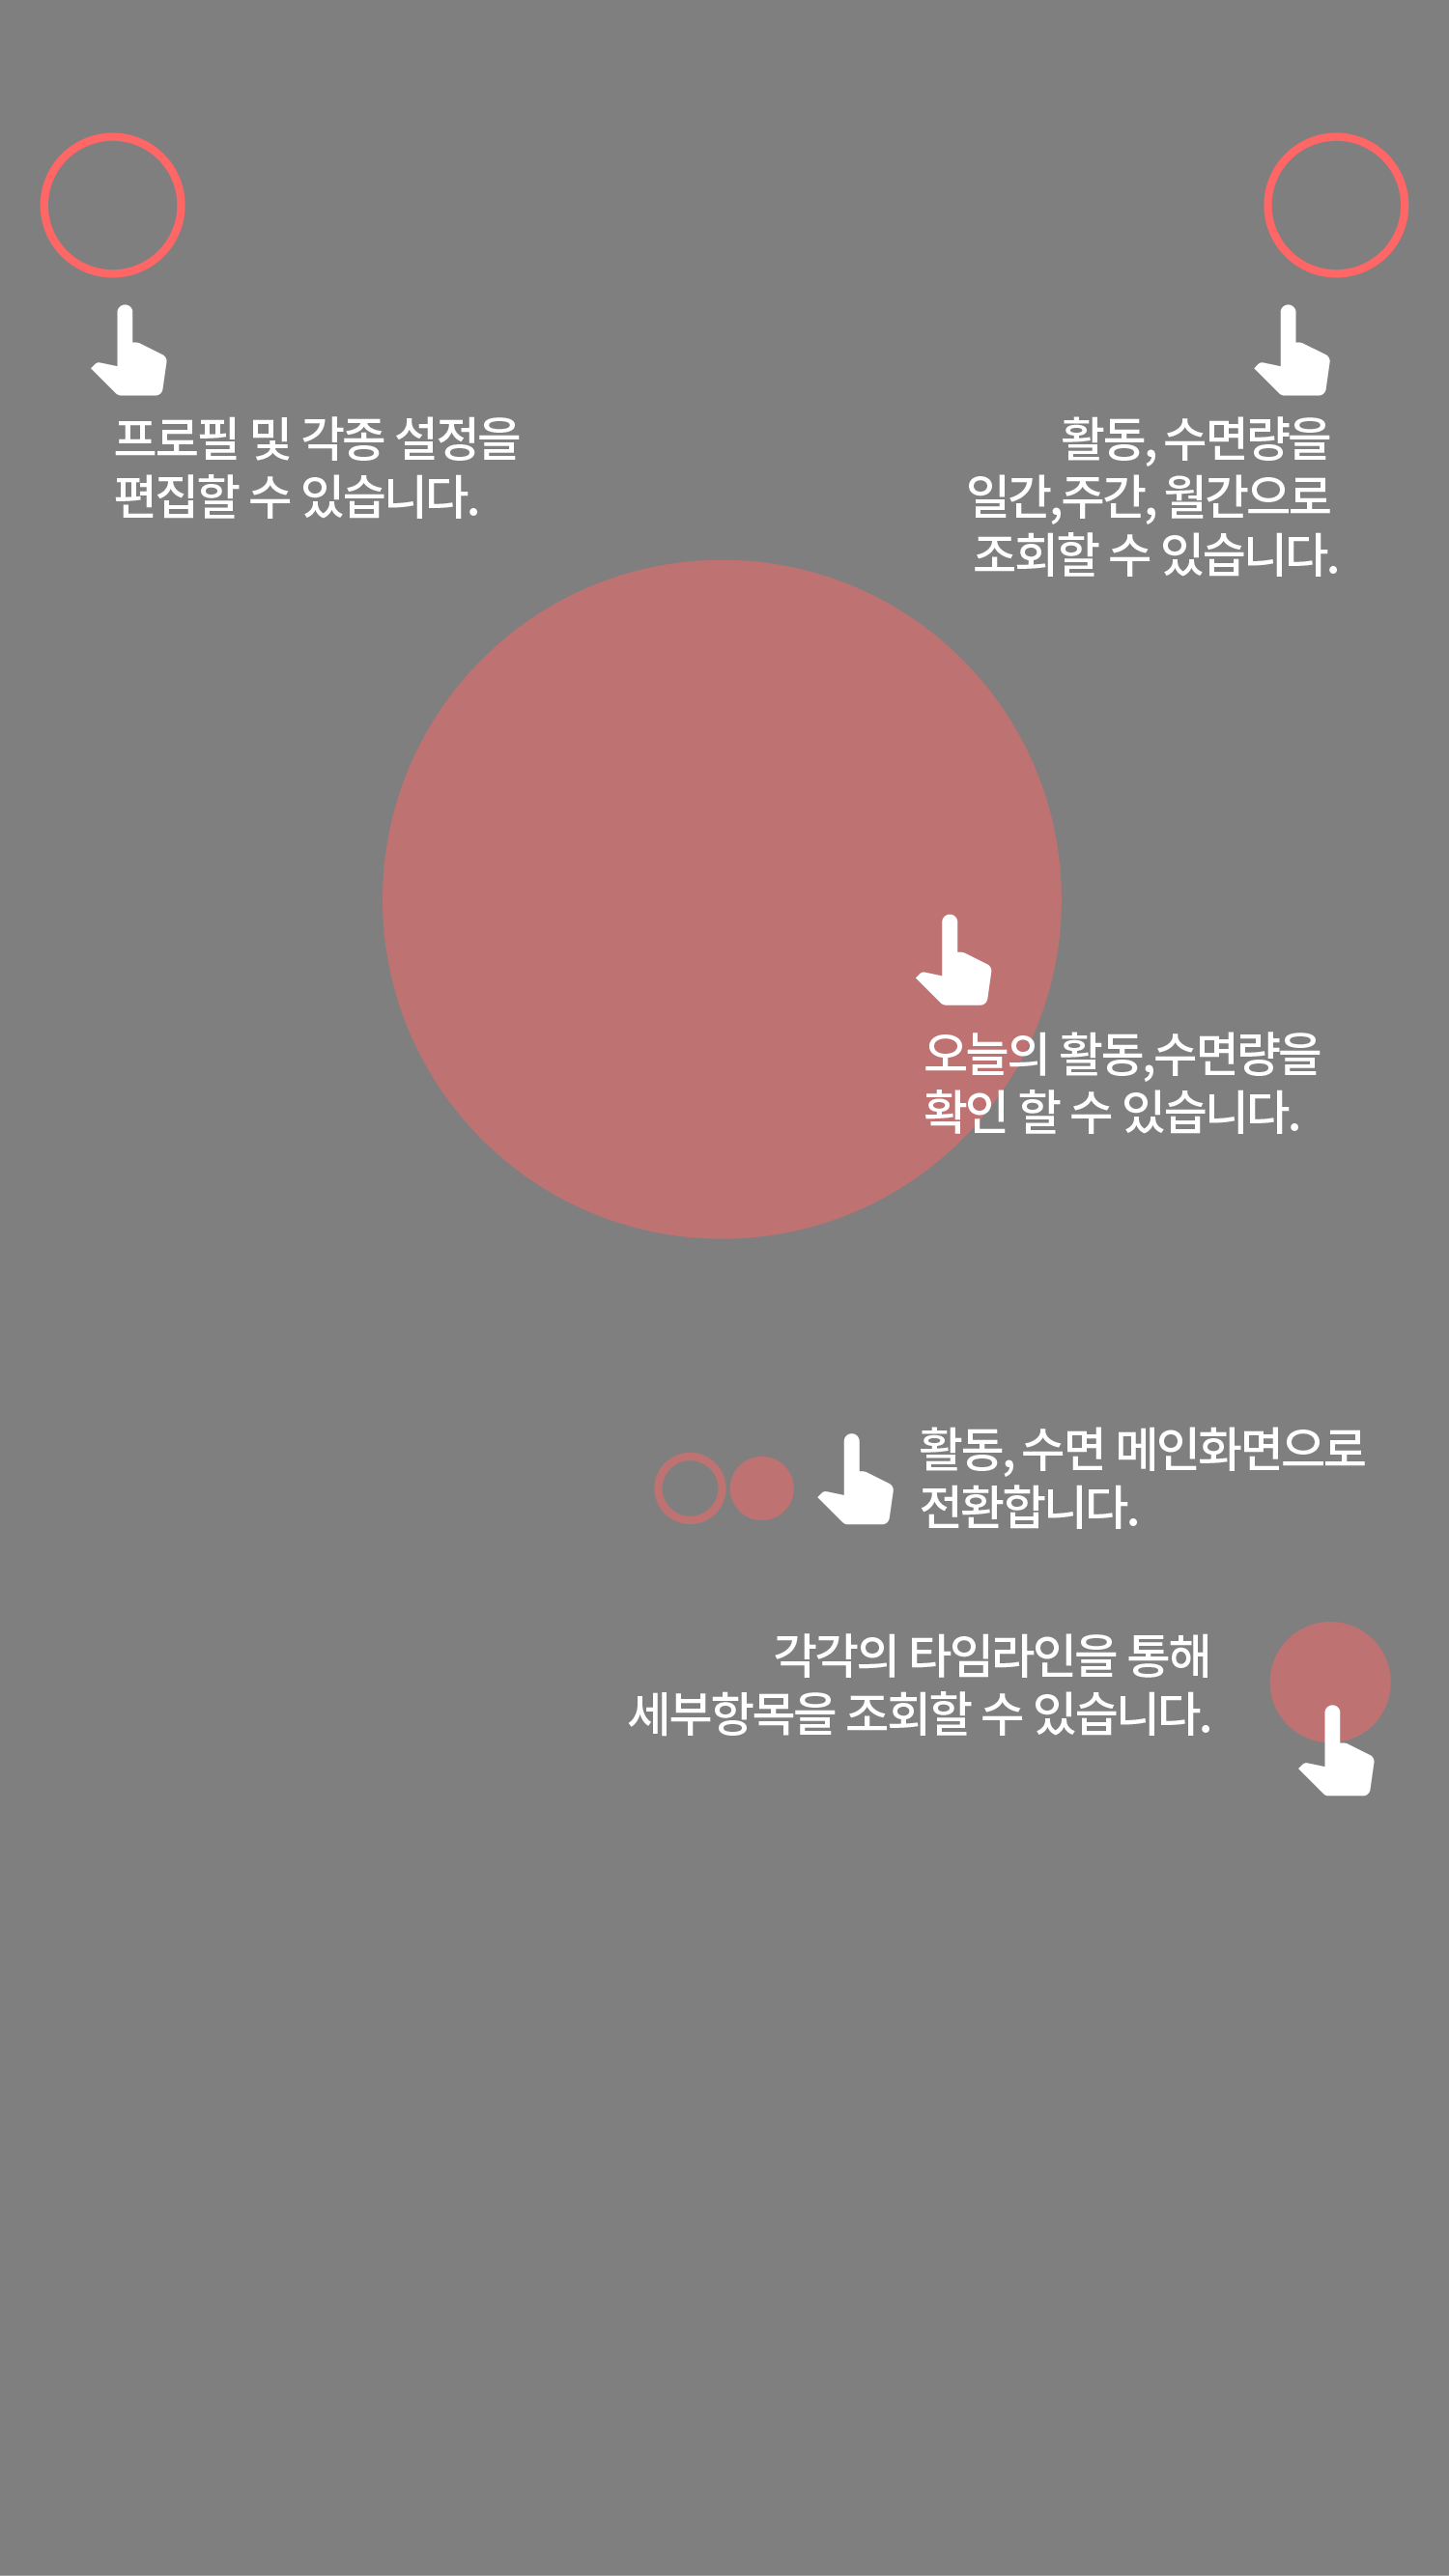 프로필 및 각종 설정을
편집할 수 있습니다.
활동, 수면량을
일간,주간, 월간으로
조회할 수 있습니다.
오늘의 활동,수면량을
확인 할 수 있습니다.
활동, 수면 메인화면으로
전환합니다.
각각의 타임라인을 통해
세부항목을 조회할 수 있습니다.